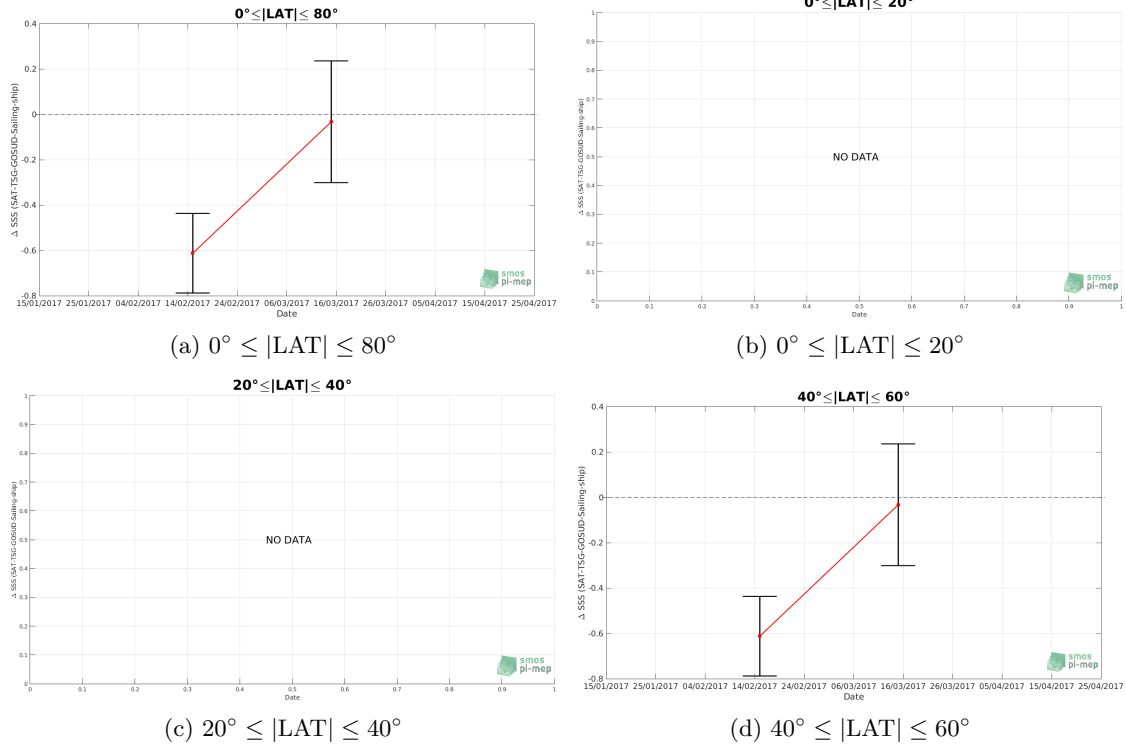 0°≤|LAT|≤ 80°
0.4
0.2
0
-0.2
-0.4
-0.6
-0.8
Δ SSS (SAT-TSG-GOSUD-Sailing-ship)
smos
pi-mep
15/01/2017 25/01/2017 04/02/2017 14/02/2017 24/02/2017 06/03/2017 16/03/2017 26/03/2017 05/04/2017 15/04/2017 25/04/2017
Date
(a) 0° ≤ |LAT| ≤ 80°
0°≤|LAT|≤ 20°
1
0.9
0.8
0.7
0.6
0.5
0.4
0.3
0.2
0.1
0
Δ SSS (SAT-TSG-GOSUD-Sailing-ship)
NO DATA
smos
pi-mep
0 0.1 0.2 0.3 0.4 0.5 0.6 0.7 0.8 0.9 1
Date
(b) 0° ≤ |LAT| ≤ 20°
20°≤|LAT|≤ 40°
1
0.9
0.8
0.7
0.6
0.5
0.4
0.3
0.2
0.1
0
Δ SSS (SAT-TSG-GOSUD-Sailing-ship)
NO DATA
smos
pi-mep
0 0.1 0.2 0.3 0.4 0.5 0.6 0.7 0.8 0.9 1
Date
(c) 20° ≤ |LAT| ≤ 40°
40°≤|LAT|≤ 60°
0.4
0.2
0
-0.2
-0.4
-0.6
-0.8
Δ SSS (SAT-TSG-GOSUD-Sailing-ship)
smos
pi-mep
15/01/2017 25/01/2017 04/02/2017 14/02/2017 24/02/2017 06/03/2017 16/03/2017 26/03/2017 05/04/2017 15/04/2017 25/04/2017
Date
(d) 40° ≤ |LAT| ≤ 60°